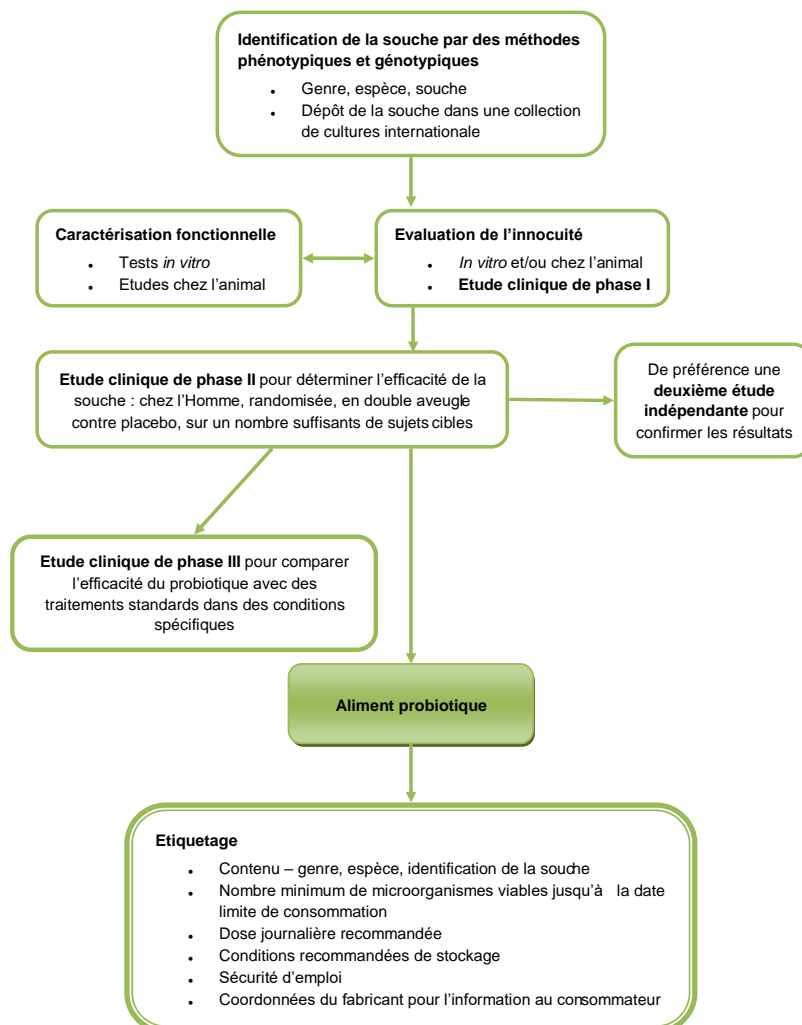 Identification de la souche par des méthodes
phénotypiques et génotypiques
• Genre, espèce, souche
• Dépôt de la souche dans une collection
de cultures internationale
Caractérisation fonctionnelle
• Tests in vitro
• Etudes chez l'animal
Evaluation de l'innocuité
• In vitro et/ou chez l'animal
• Etude clinique de phase I
Etude clinique de phase II pour déterminer l'efficacité de la
souche : chez l'Homme, randomisée, en double aveugle
contre placebo, sur un nombre suffisants de sujets cibles
De préférence une
deuxième étude
indépendante pour
confirmer les résultats
Etude clinique de phase III pour comparer
l'efficacité du probiotique avec des
traitements standards dans des conditions
spécifiques
Aliment probiotique
Etiquetage
• Contenu – genre, espèce, identification de la souche
• Nombre minimum de microorganismes viables jusqu'à la date
limite de consommation
• Dose journalière recommandée
• Conditions recommandées de stockage
• Sécurité d'emploi
• Coordonnées du fabricant pour l'information au consommateur